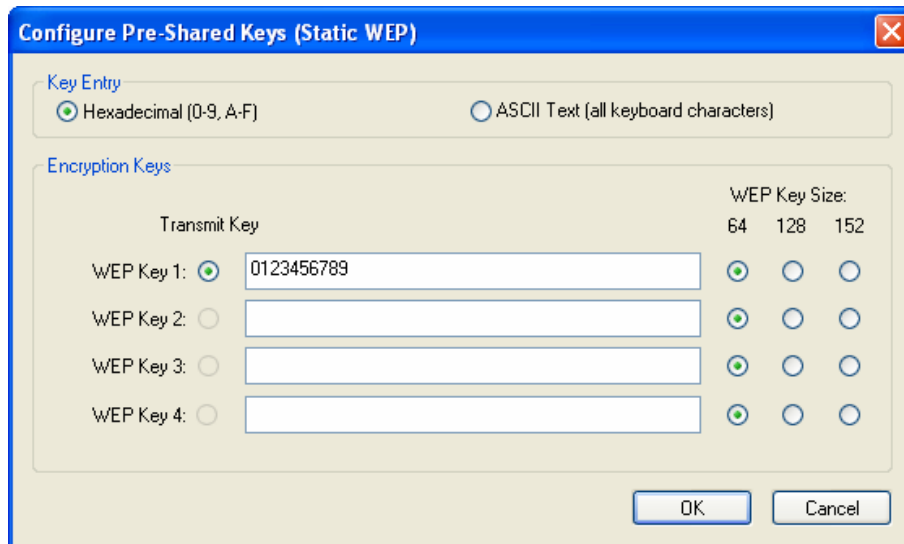 Configure Pre-Shared Keys (Static WEP)
Key Entry
Hexadecimal (0-9, A-F) ASCII Text (all keyboard characters)
Encryption Keys
WEP Key Size:
Transmit Key 64 128 152
WEP Key 1: 0123456789
WEP Key 2:
WEP Key 3:
WEP Key 4:
OK Cancel